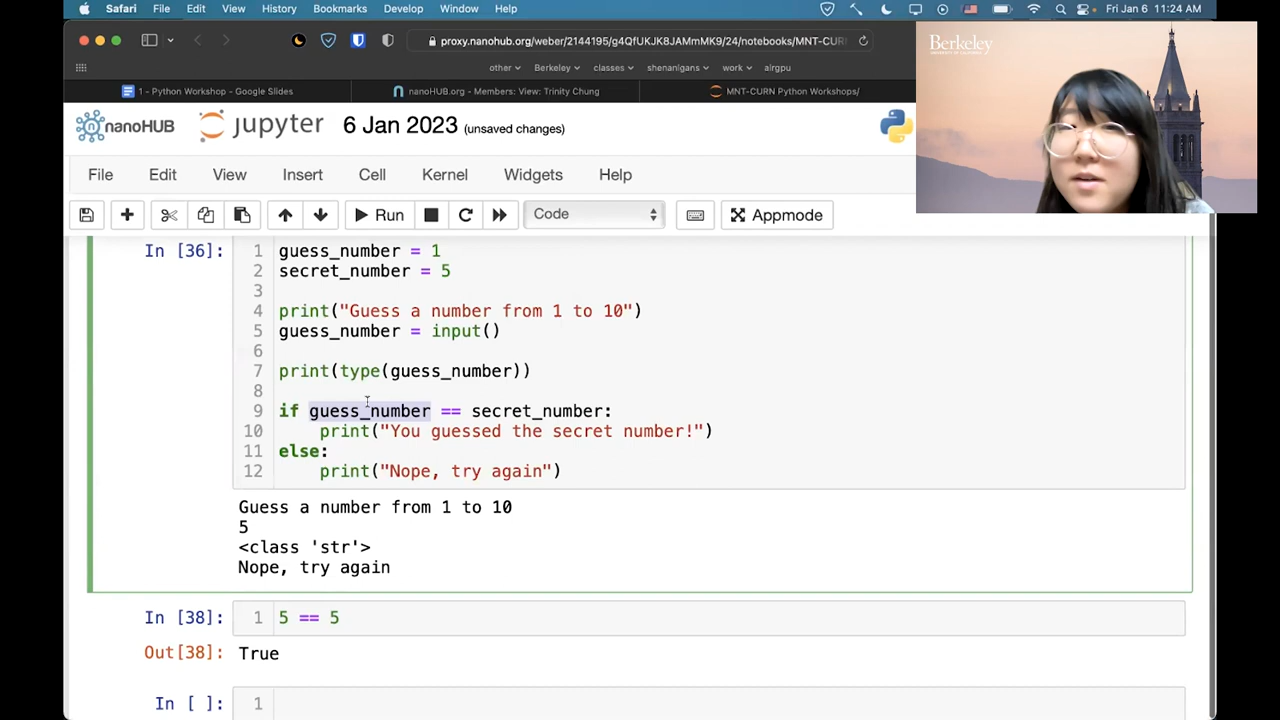 Safari File Edit View History Bookmarks Develop Window Help Fri Jan 6 11:24 AM
proxy.nanohub.org/weber/2144195/g4QfUKJK8JAMmMK9/24/notebooks/MNT-CURN
other Berkeley classes shenanigans work airgpu
1 - Python Workshop - Google Slides nanoHUB.org - Members: View: Trinity Chung MNT-CURN Python Workshops/
Berkeley
UNIVERSITY OF CALIFORNIA
nanoHUB jupyter 6 Jan 2023 (unsaved changes)
File Edit View Insert Cell Kernel Widgets Help
Run Code Appmode
In [36]: 1 guess_number = 1
2 secret_number = 5
3
4 print("Guess a number from 1 to 10")
5 guess_number = input()
6
7 print(type(guess_number))
8
9 if guess_number == secret_number:
10 print("You guessed the secret number!")
11 else:
12 print("Nope, try again")
Guess a number from 1 to 10
5
<class 'str'>
Nope, try again
In [38]: 1 5 == 5
Out[38]: True
In [ ]: 1